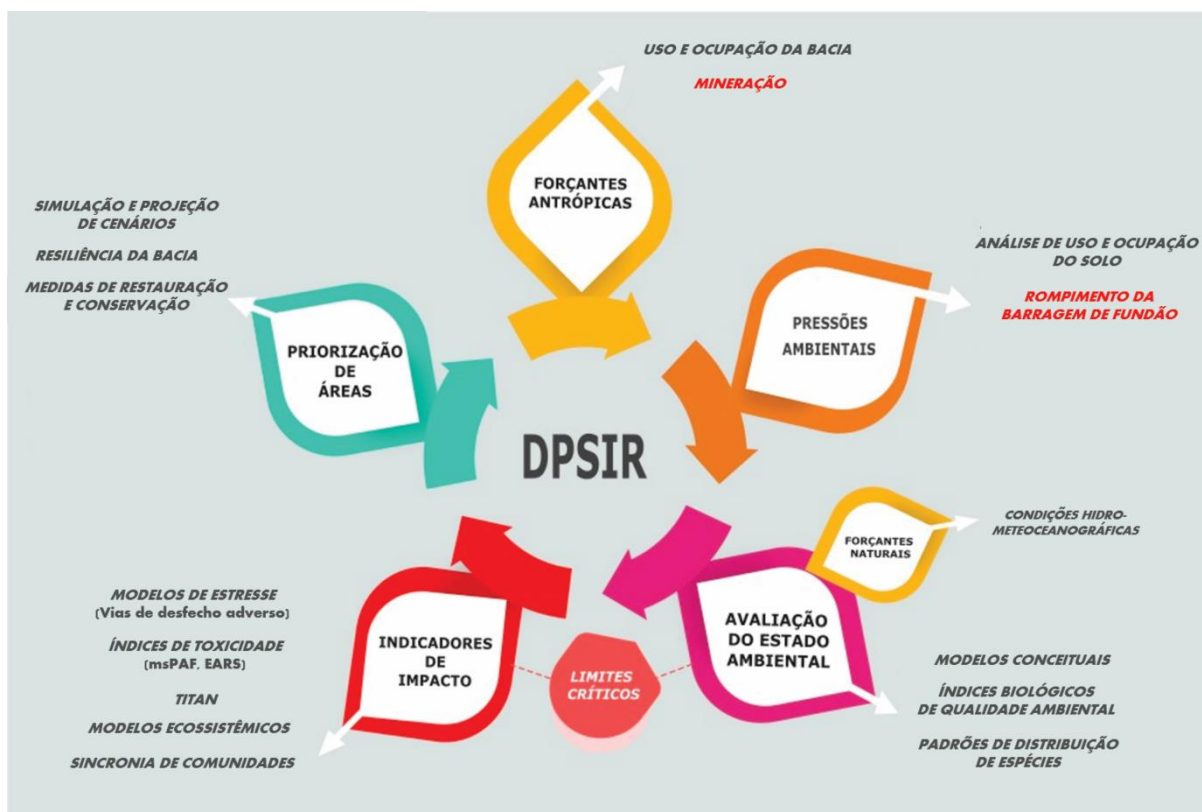 USO E OCUPAÇÃO DA BACIA
MINERAÇÃO
FORÇANTES
ANTRÓPICAS
ANÁLISE DE USO E OCUPAÇÃO
DO SOLO
ROMPIMENTO DA
BARRAGEM DE FUNDÃO
PRESSÕES
AMBIENTAIS
SIMULAÇÃO E PROJEÇÃO
DE CENÁRIOS
RESILIÊNCIA DA BACIA
MEDIDAS DE RESTAURAÇÃO
E CONSERVAÇÃO
PRIORIZAÇÃO
DE
ÁREAS
DPSIR
CONDIÇÕES HIDRO-
METEOCEANOGRÁFICAS
FORÇANTES
NATURAIS
AVALIAÇÃO
DO ESTADO
AMBIENTAL
MODELOS CONCEITUAIS
ÍNDICES BIOLÓGICOS
DE QUALIDADE AMBIENTAL
PADRÕES DE DISTRIBUIÇÃO
DE ESPÉCIES
LIMITES
CRÍTICOS
INDICADORES
DE
IMPACTO
MODELOS DE ESTRESSE
(Vias de desfecho adverso)
ÍNDICES DE TOXICIDADE
(msPAF, EARS)
TITAN
MODELOS ECOSSISTÊMICOS
SINCRONIA DE COMUNIDADES